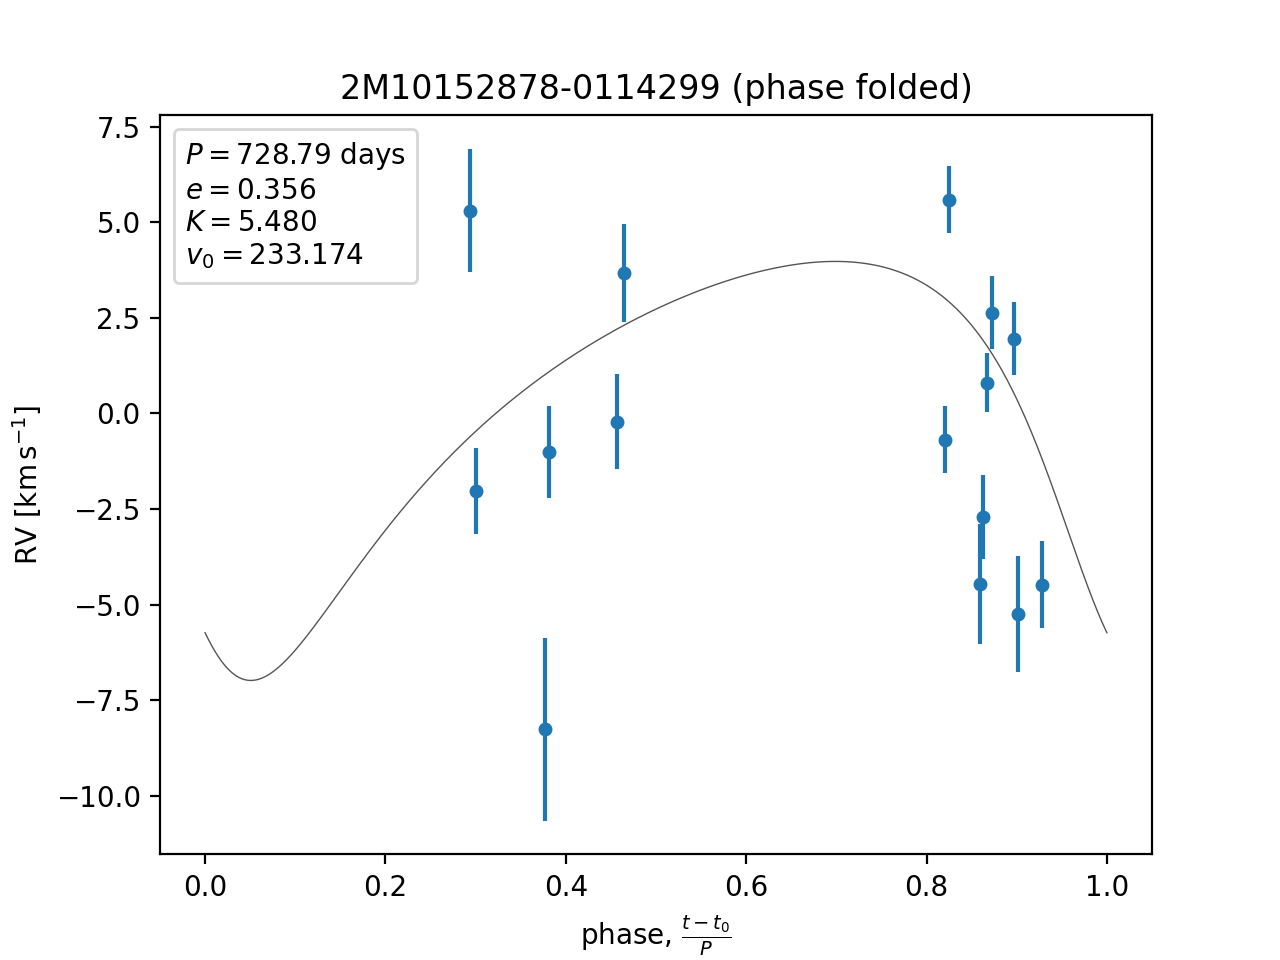 2M10152878-0114299 (phase folded)
P = 728.79 days
e = 0.356
K = 5.480
v₀ = 233.174
7.5
5.0
2.5
0.0
−2.5
−5.0
−7.5
−10.0
RV [km s⁻¹]
0.0 0.2 0.4 0.6 0.8 1.0
phase, (t − t₀)/P